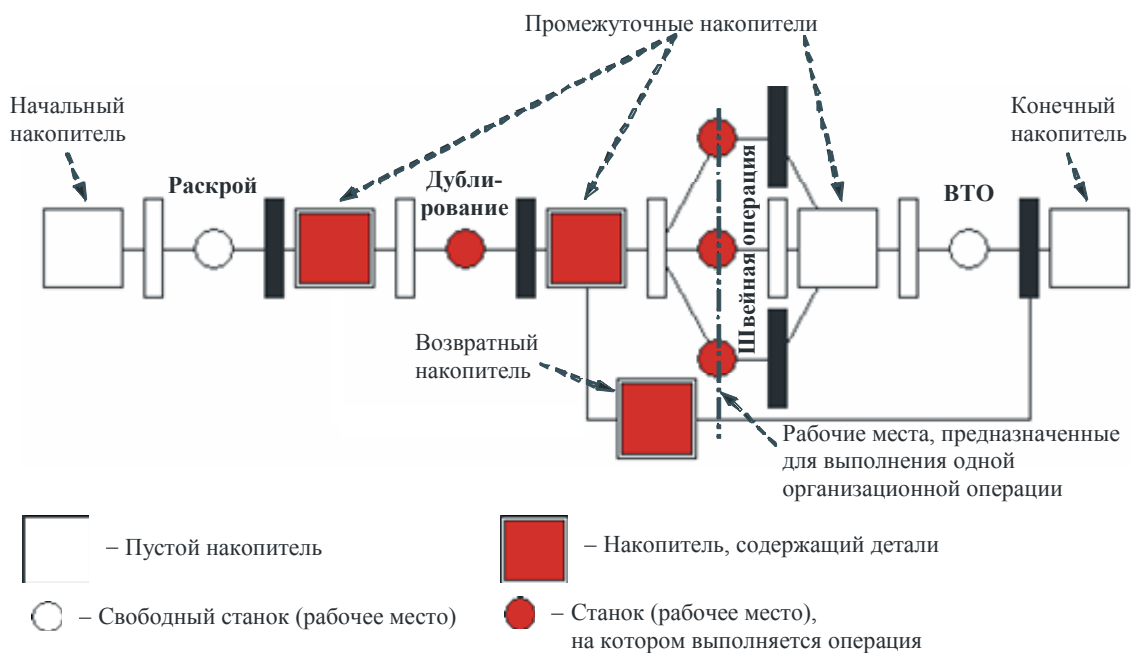 Промежуточные накопители
Начальный
накопитель
Конечный
накопитель
Раскрой
Дубли-
рование
ВТО
Швейная операция
Возвратный
накопитель
Рабочие места, предназначенные
для выполнения одной
организационной операции
– Пустой накопитель
– Накопитель, содержащий детали
– Свободный станок (рабочее место)
– Станок (рабочее место),
на котором выполняется операция